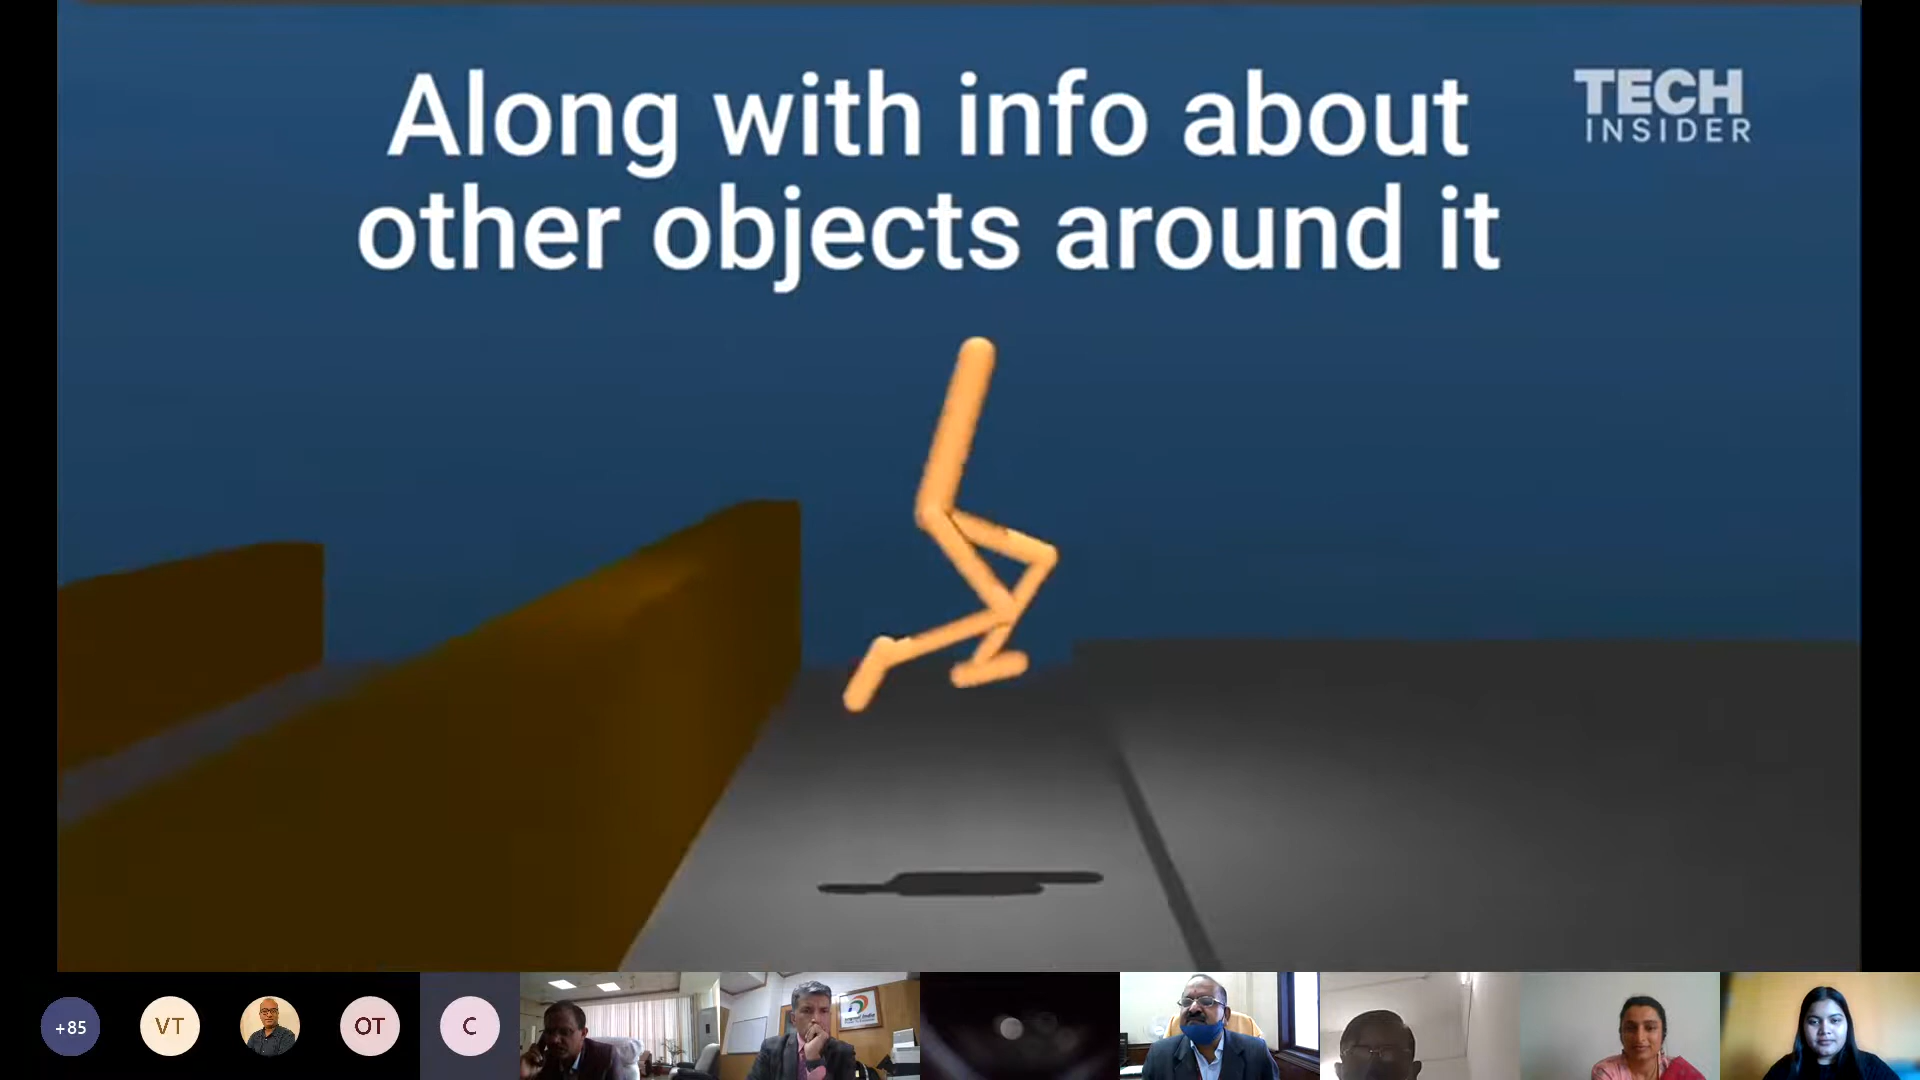 Along with info about
other objects around it
TECH
INSIDER
+85
VT
OT
C